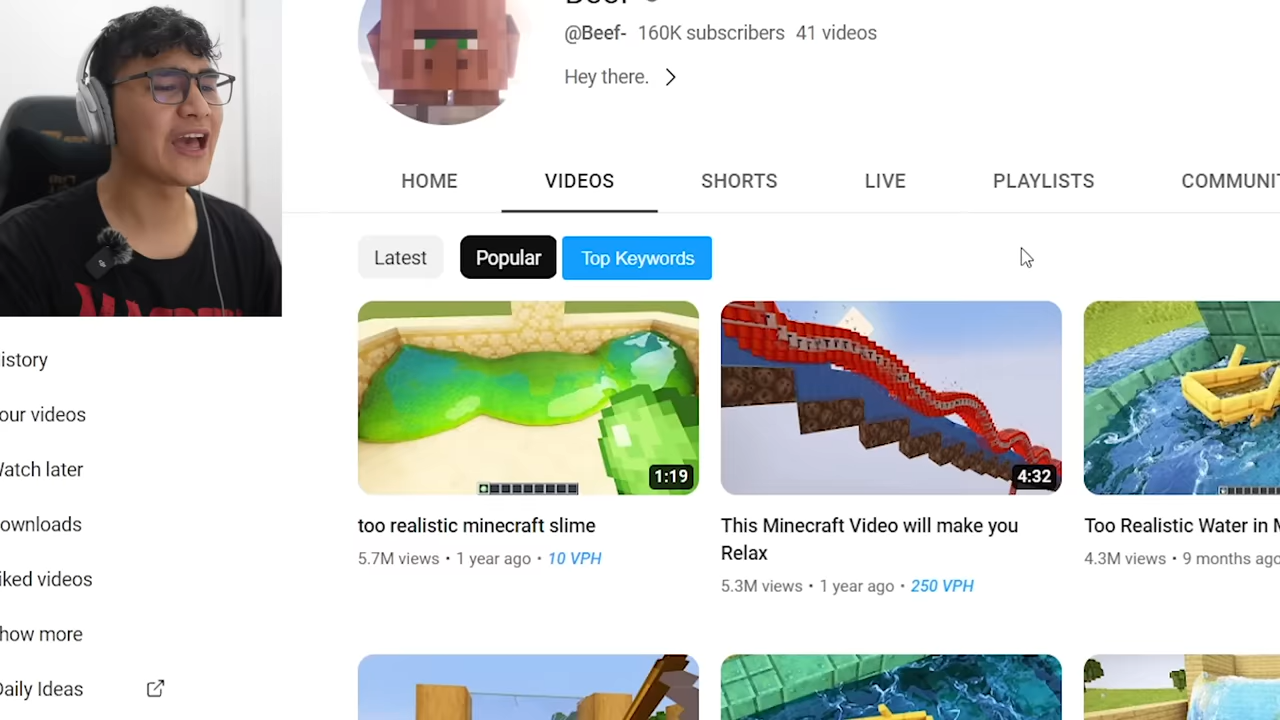 @Beef- 160K subscribers 41 videos
Hey there.
HOME VIDEOS SHORTS LIVE PLAYLISTS COMMUNIT
Latest Popular Top Keywords
1:19
4:32
too realistic minecraft slime
5.7M views • 1 year ago • 10 VPH
This Minecraft Video will make you
Relax
5.3M views • 1 year ago • 250 VPH
Too Realistic Water in M
4.3M views • 9 months ago
istory
our videos
Watch later
ownloads
iked videos
how more
Daily Ideas